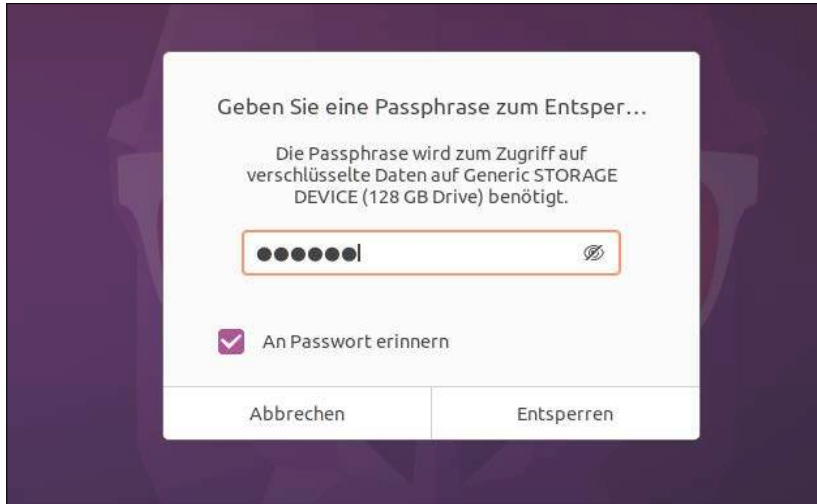 Geben Sie eine Passphrase zum Entsper…
Die Passphrase wird zum Zugriff auf
verschlüsselte Daten auf Generic STORAGE
DEVICE (128 GB Drive) benötigt.
●●●●●●
An Passwort erinnern
Abbrechen
Entsperren